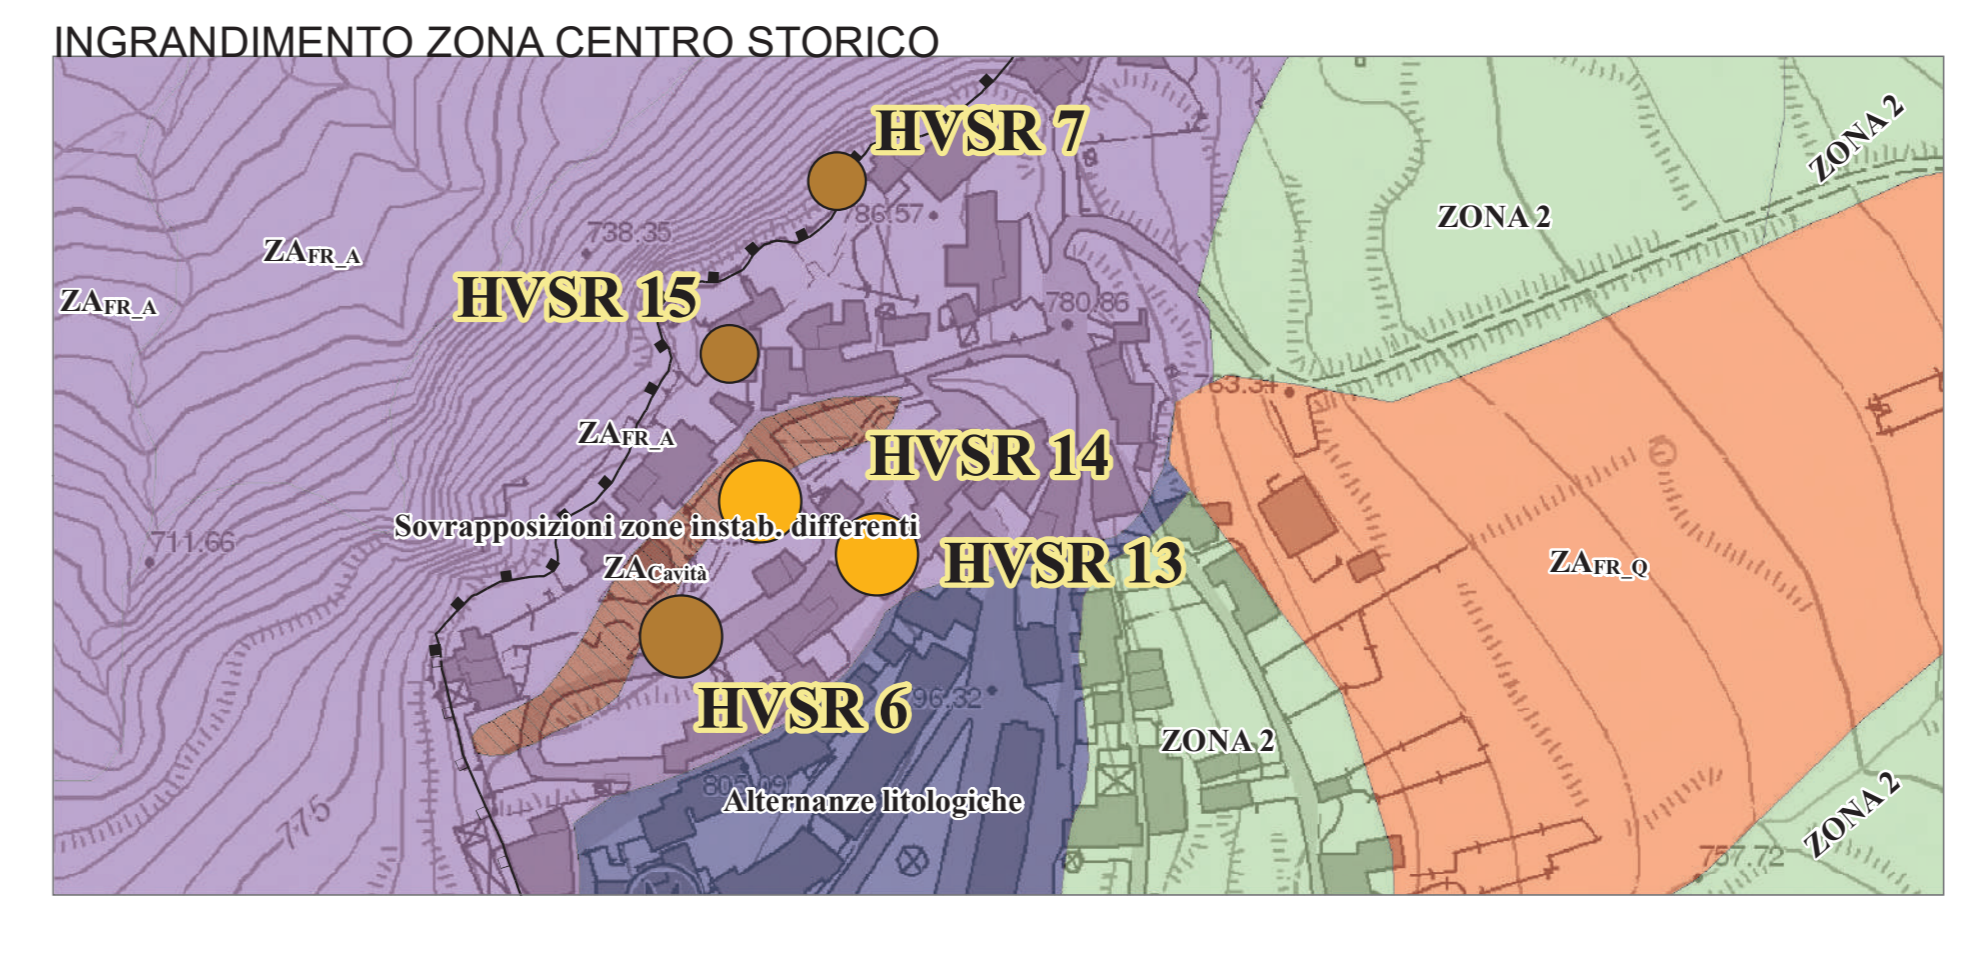 INGRANDIMENTO ZONA CENTRO STORICO
HVSR 7
ZONA 2
ZONA 2
786.57
738.35
ZAFR_A
HVSR 15
ZAFR_A
780.86
763.31
ZAFR_A
HVSR 14
711.66
Sovrapposizioni zone instab. differenti
HVSR 13
ZACavità
ZAFR_Q
HVSR 6
96.32
ZONA 2
805.09
Alternanze litologiche
775
ZONA 2
757.72